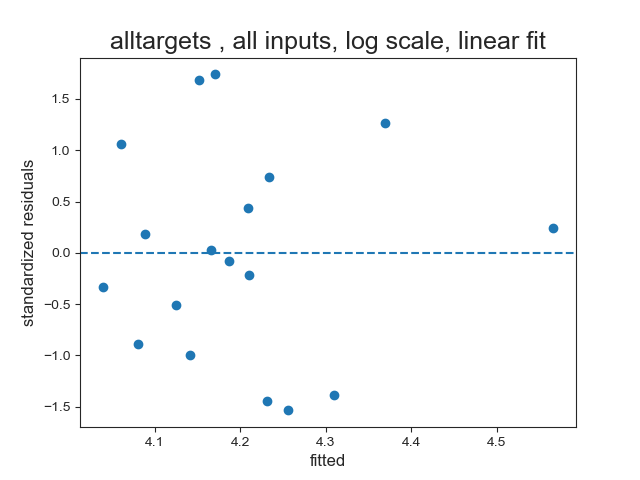 alltargets , all inputs, log scale, linear fit
standardized residuals
1.5
1.0
0.5
0.0
−0.5
−1.0
−1.5
4.1 4.2 4.3 4.4 4.5
fitted